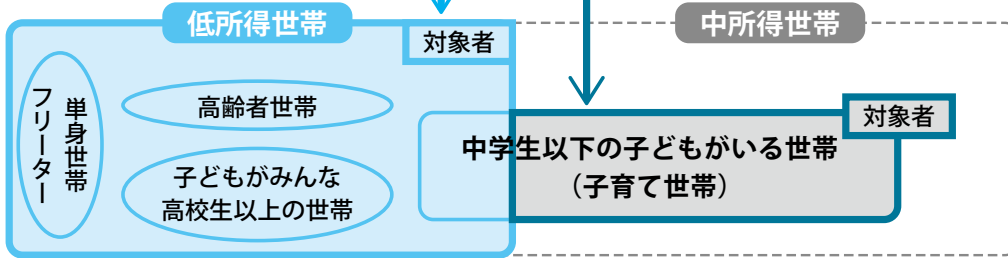 低所得世帯
対象者
中所得世帯
対象者
単身世帯
フリーター
高齢者世帯
子どもがみんな
高校生以上の世帯
中学生以下の子どもがいる世帯
（子育て世帯）